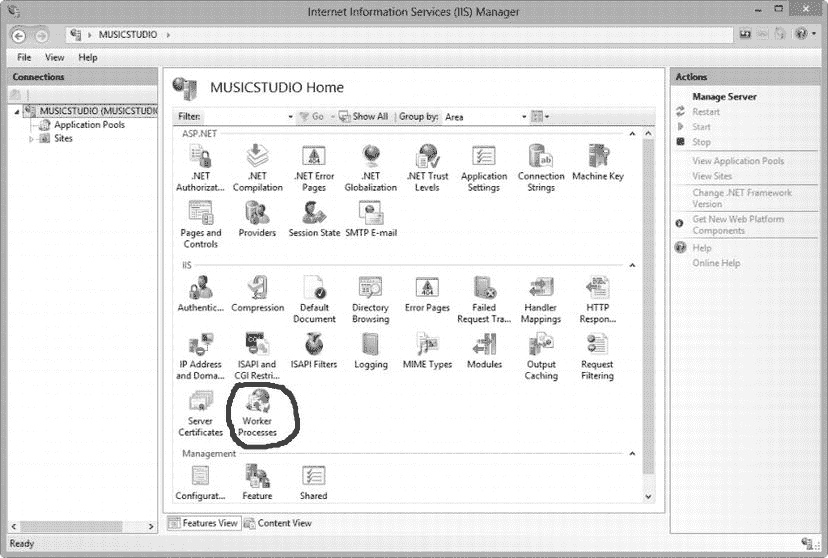 Internet Information Services (IIS) Manager
MUSICSTUDIO
File View Help
Connections
MUSICSTUDIO (MUSICSTUDIO
Application Pools
Sites
MUSICSTUDIO Home
Filter: Go Show All Group by: Area
ASP.NET
.NET Authorizat... .NET Compilation .NET Error Pages .NET Globalization .NET Trust Levels Application Settings Connection Strings Machine Key
Pages and Controls Providers Session State SMTP E-mail
IIS
Authentic... Compression Default Document Directory Browsing Error Pages Failed Request Tra... Handler Mappings HTTP Respon...
IP Address and Doma... ISAPI and CGI Restri... ISAPI Filters Logging MIME Types Modules Output Caching Request Filtering
Server Certificates Worker Processes
Management
Configurat... Feature Shared
Features View Content View
Actions
Manage Server
Restart
Start
Stop
View Application Pools
View Sites
Change .NET Framework
Version
Get New Web Platform
Components
Help
Online Help
Ready